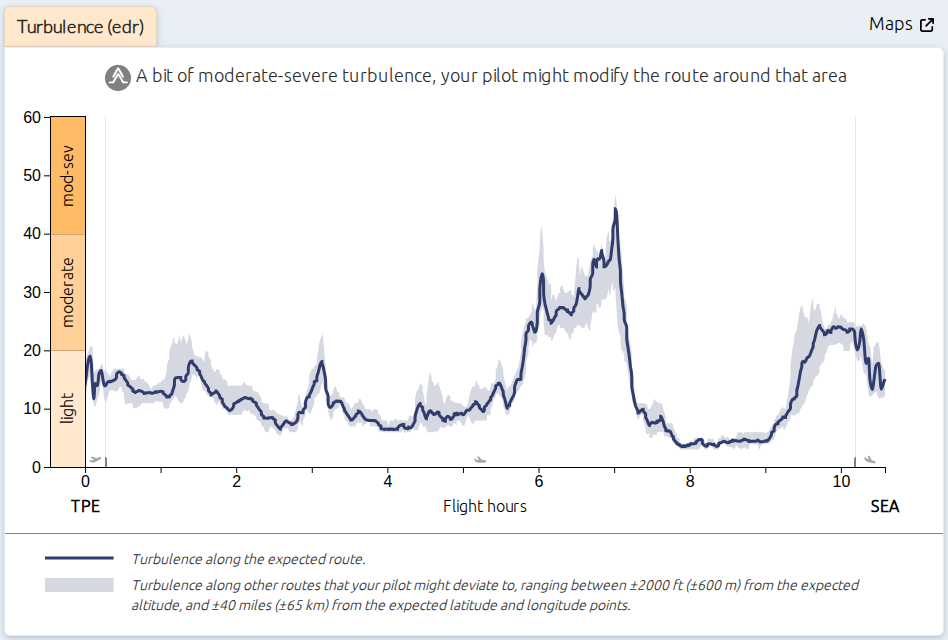 Turbulence (edr)
Maps
A bit of moderate-severe turbulence, your pilot might modify the route around that area
60
50
40
30
20
10
0
mod-sev
moderate
light
0
2
4
6
8
10
TPE
Flight hours
SEA
Turbulence along the expected route.
Turbulence along other routes that your pilot might deviate to, ranging between ±2000 ft (±600 m) from the expected
altitude, and ±40 miles (±65 km) from the expected latitude and longitude points.